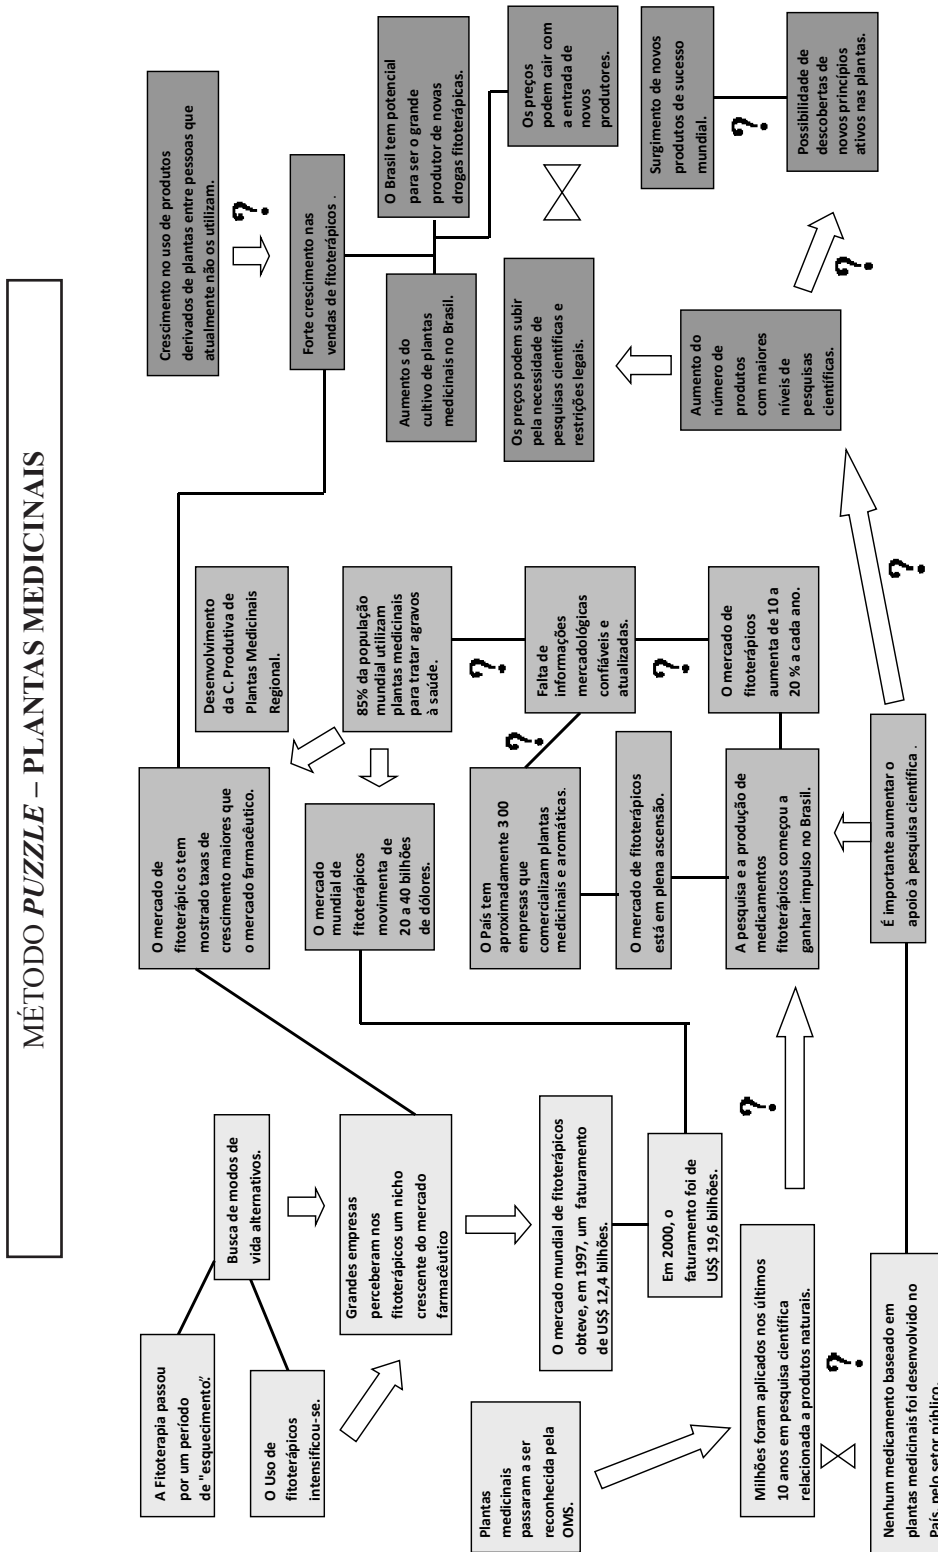 MÉTODO PUZZLE – PLANTAS MEDICINAIS
A Fitoterapia passou
por um período
de "esquecimento".
O Uso de
fitoterápicos
intensificou-se.
Busca de modos de
vida alternativos.
Grandes empresas
perceberam nos
fitoterápicos um nicho
crescente do mercado
farmacêutico
Plantas
medicinais
passaram a ser
reconhecida pela
OMS.
O mercado mundial de fitoterápicos
obteve, em 1997, um faturamento
de US$ 12,4 bilhões.
Em 2000, o
faturamento foi de
US$ 19,6 bilhões.
Milhões foram aplicados nos últimos
10 anos em pesquisa científica
relacionada a produtos naturais.
?
?
Nenhum medicamento baseado em
plantas medicinais foi desenvolvido no
País, pelo setor público.
O mercado de
fitoterápic os tem
mostrado taxas de
crescimento maiores que
o mercado farmacêutico.
Desenvolvimento
da C. Produtiva de
Plantas Medicinais
Regional.
O mercado
mundial de
fitoterápicos
movimenta de
20 a 40 bilhões
de dólores.
85% da população
mundial utilizam
plantas medicinais
para tratar agravos
à saúde.
?
O País tem
aproximadamente 3 00
empresas que
comercializam plantas
medicinais e aromáticas.
?
Falta de
informações
mercadológicas
confiáveis e
atualizadas.
?
O mercado de fitoterápicos
está em plena ascensão.
A pesquisa e a produção de
medicamentos
fitoterápicos começou a
ganhar impulso no Brasil.
O mercado de
fitoterápicos
aumenta de 10 a
20 % a cada ano.
É importante aumentar o
apoio à pesquisa científica .
?
Crescimento no uso de produtos
derivados de plantas entre pessoas que
atualmente não os utilizam.
?
Forte crescimento nas
vendas de fitoterápicos .
Aumento s do
cultivo de plantas
medicinais no Brasil.
O Brasil tem potencial
para ser o grande
produtor de novas
drogas fitoterápicas.
Os preços podem subir
pela necessidade de
pesquisas científicas e
restrições legais.
Os preços
podem cair com
a entrada de
novos
produtores.
Aumento do
número de
produtos
com maiores
níveis de
pesquisas
científicas.
?
Surgimento de novos
produtos de sucesso
mundial.
?
Possibilidade de
descobertas de
novos princípios
ativos nas plantas.